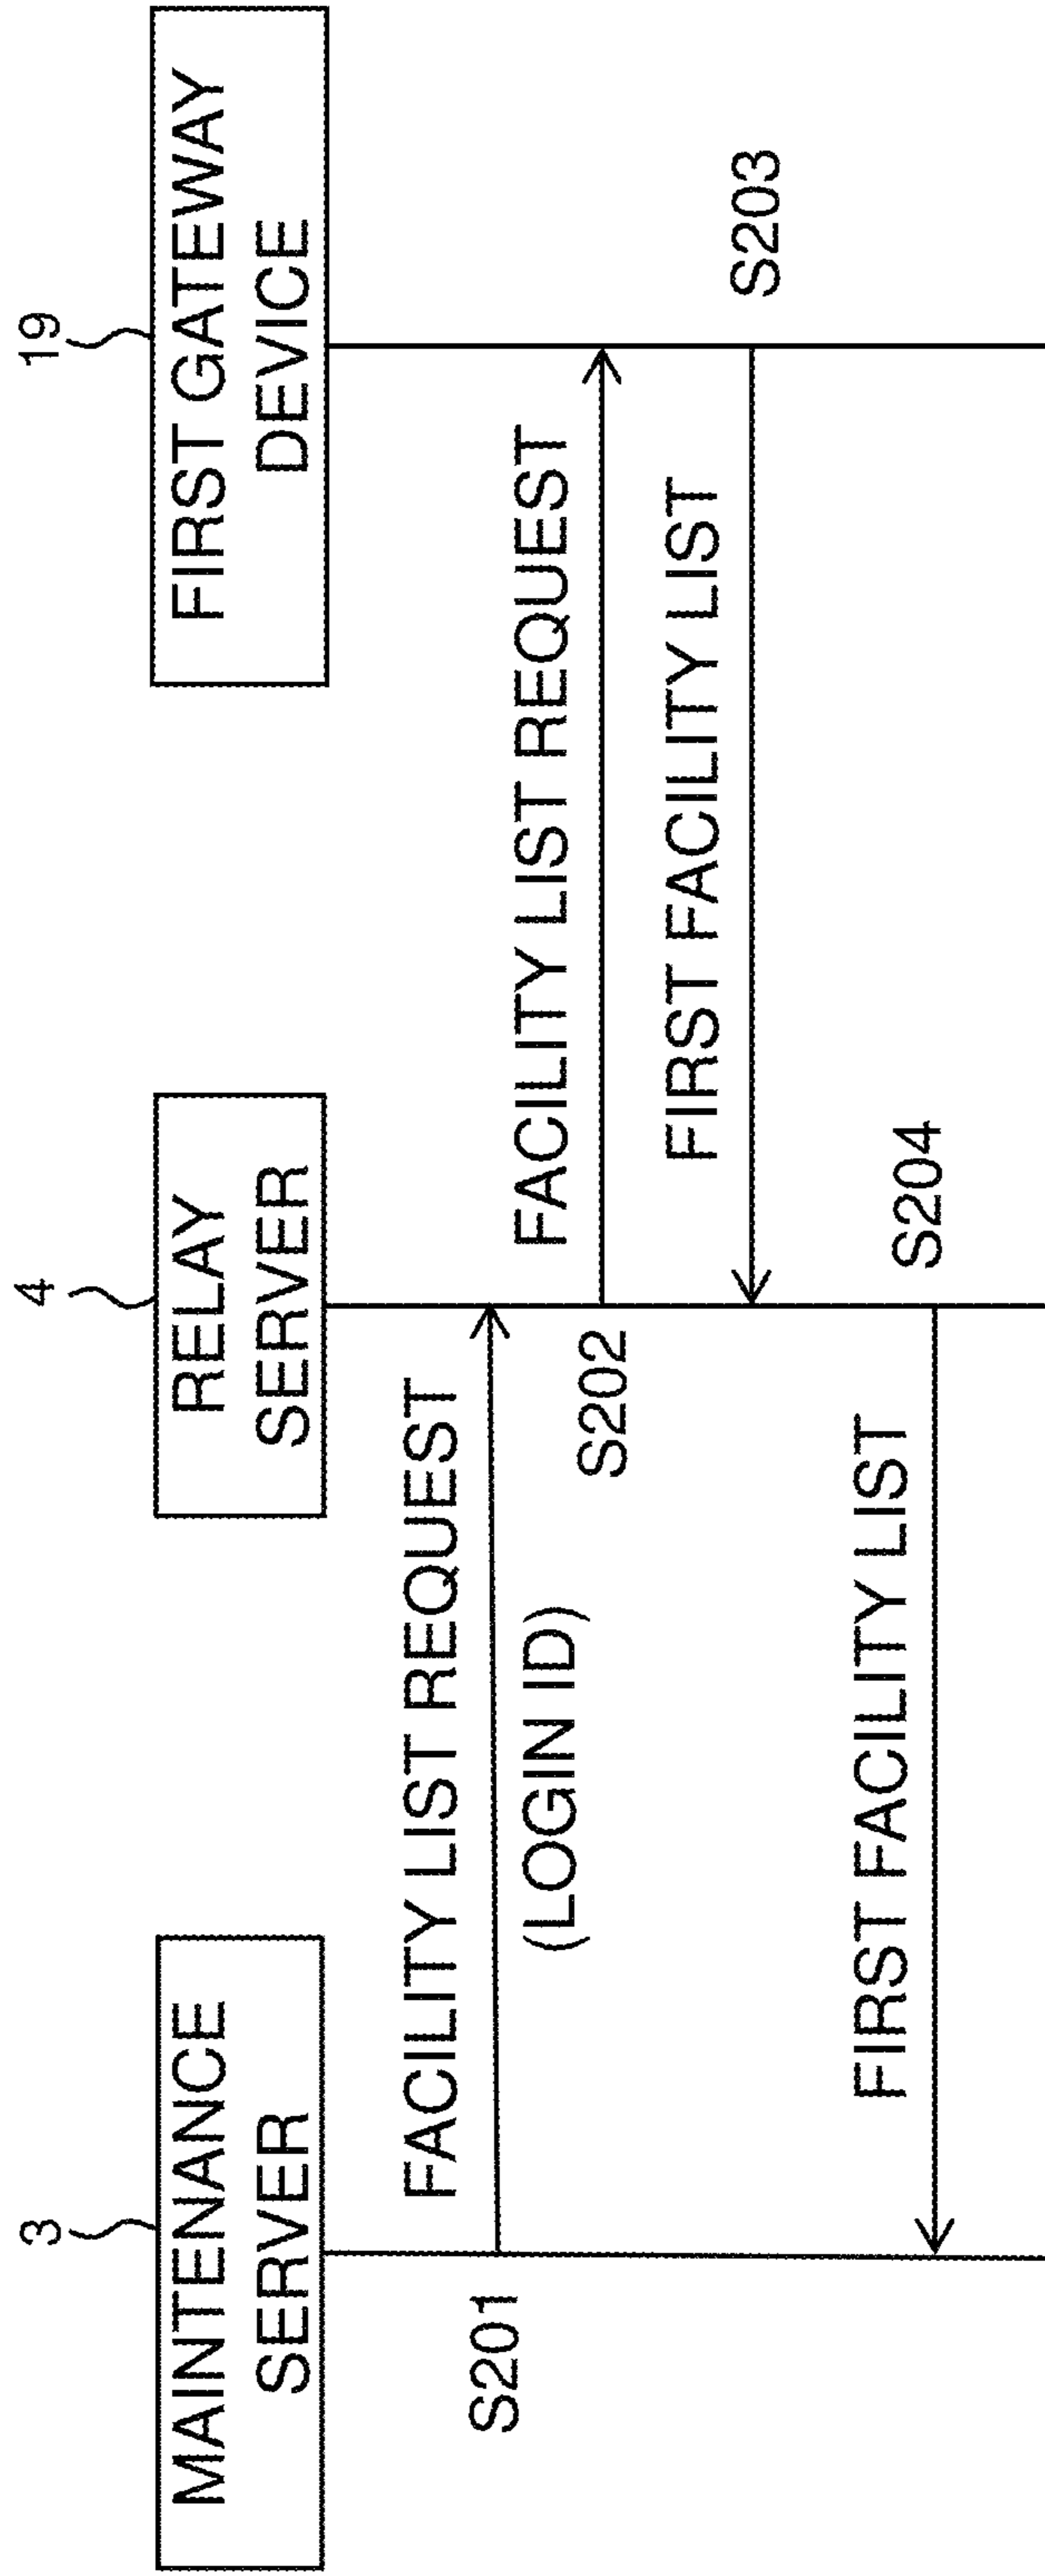 3
MAINTENANCE
SERVER
4
RELAY
SERVER
19
FIRST GATEWAY
DEVICE
S201
FACILITY LIST REQUEST
(LOGIN ID)
S202
FACILITY LIST REQUEST
FIRST FACILITY LIST
S203
FIRST FACILITY LIST
S204